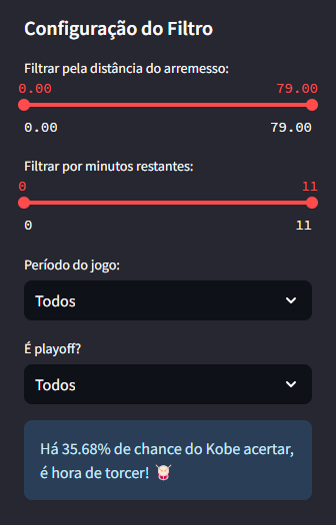 Configuração do Filtro
Filtrar pela distância do arremesso:
0.00 79.00
0.00 79.00
Filtrar por minutos restantes:
0 11
0 11
Período do jogo:
Todos
É playoff?
Todos
Há 35.68% de chance do Kobe acertar,
é hora de torcer!